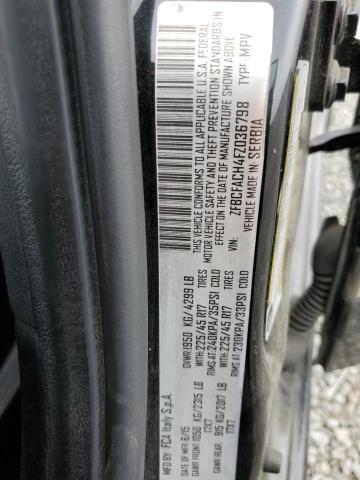 MFD BY:
FCA Italy S.p.A.
DATE OF MFR: 6/15 GVWR:1950 KG/4299 LB
GAWR FRONT: 1050 KG/2315 LB WITH: 225/45 R17 TIRES
17X7 RIMS AT: 240KPA/35PSI
GAWR REAR: 915 KG/2017 LB WITH: 225/45 R17 TIRES
17X7 RIMS AT: 230KPA/33PSI COLD
THIS VEHICLE CONFORMS TO ALL APPLICABLE U.S.A. FEDERAL
MOTOR VEHICLE SAFETY AND THEFT PREVENTION STANDARDS IN
EFFECT ON THE DATE OF MANUFACTURE SHOWN ABOVE
VIN: ZFBCFACH4FZ036798 TYPE: MPV
VEHICLE MADE IN: SERBIA